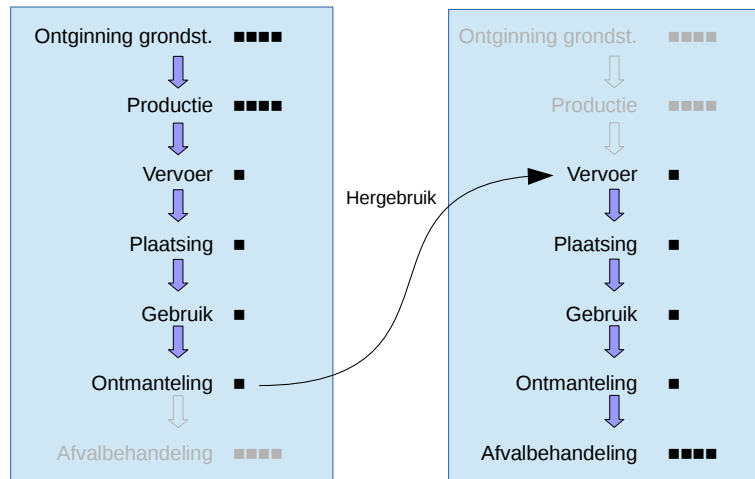 Ontginning grondst. ■■■■
Productie ■■■■
Vervoer ■
Plaatsing ■
Gebruik ■
Ontmanteling ■
Afvalbehandeling ■■■■
Hergebruik
Ontginning grondst. ■■■■
Productie ■■■■
Vervoer ■
Plaatsing ■
Gebruik ■
Ontmanteling ■
Afvalbehandeling ■■■■